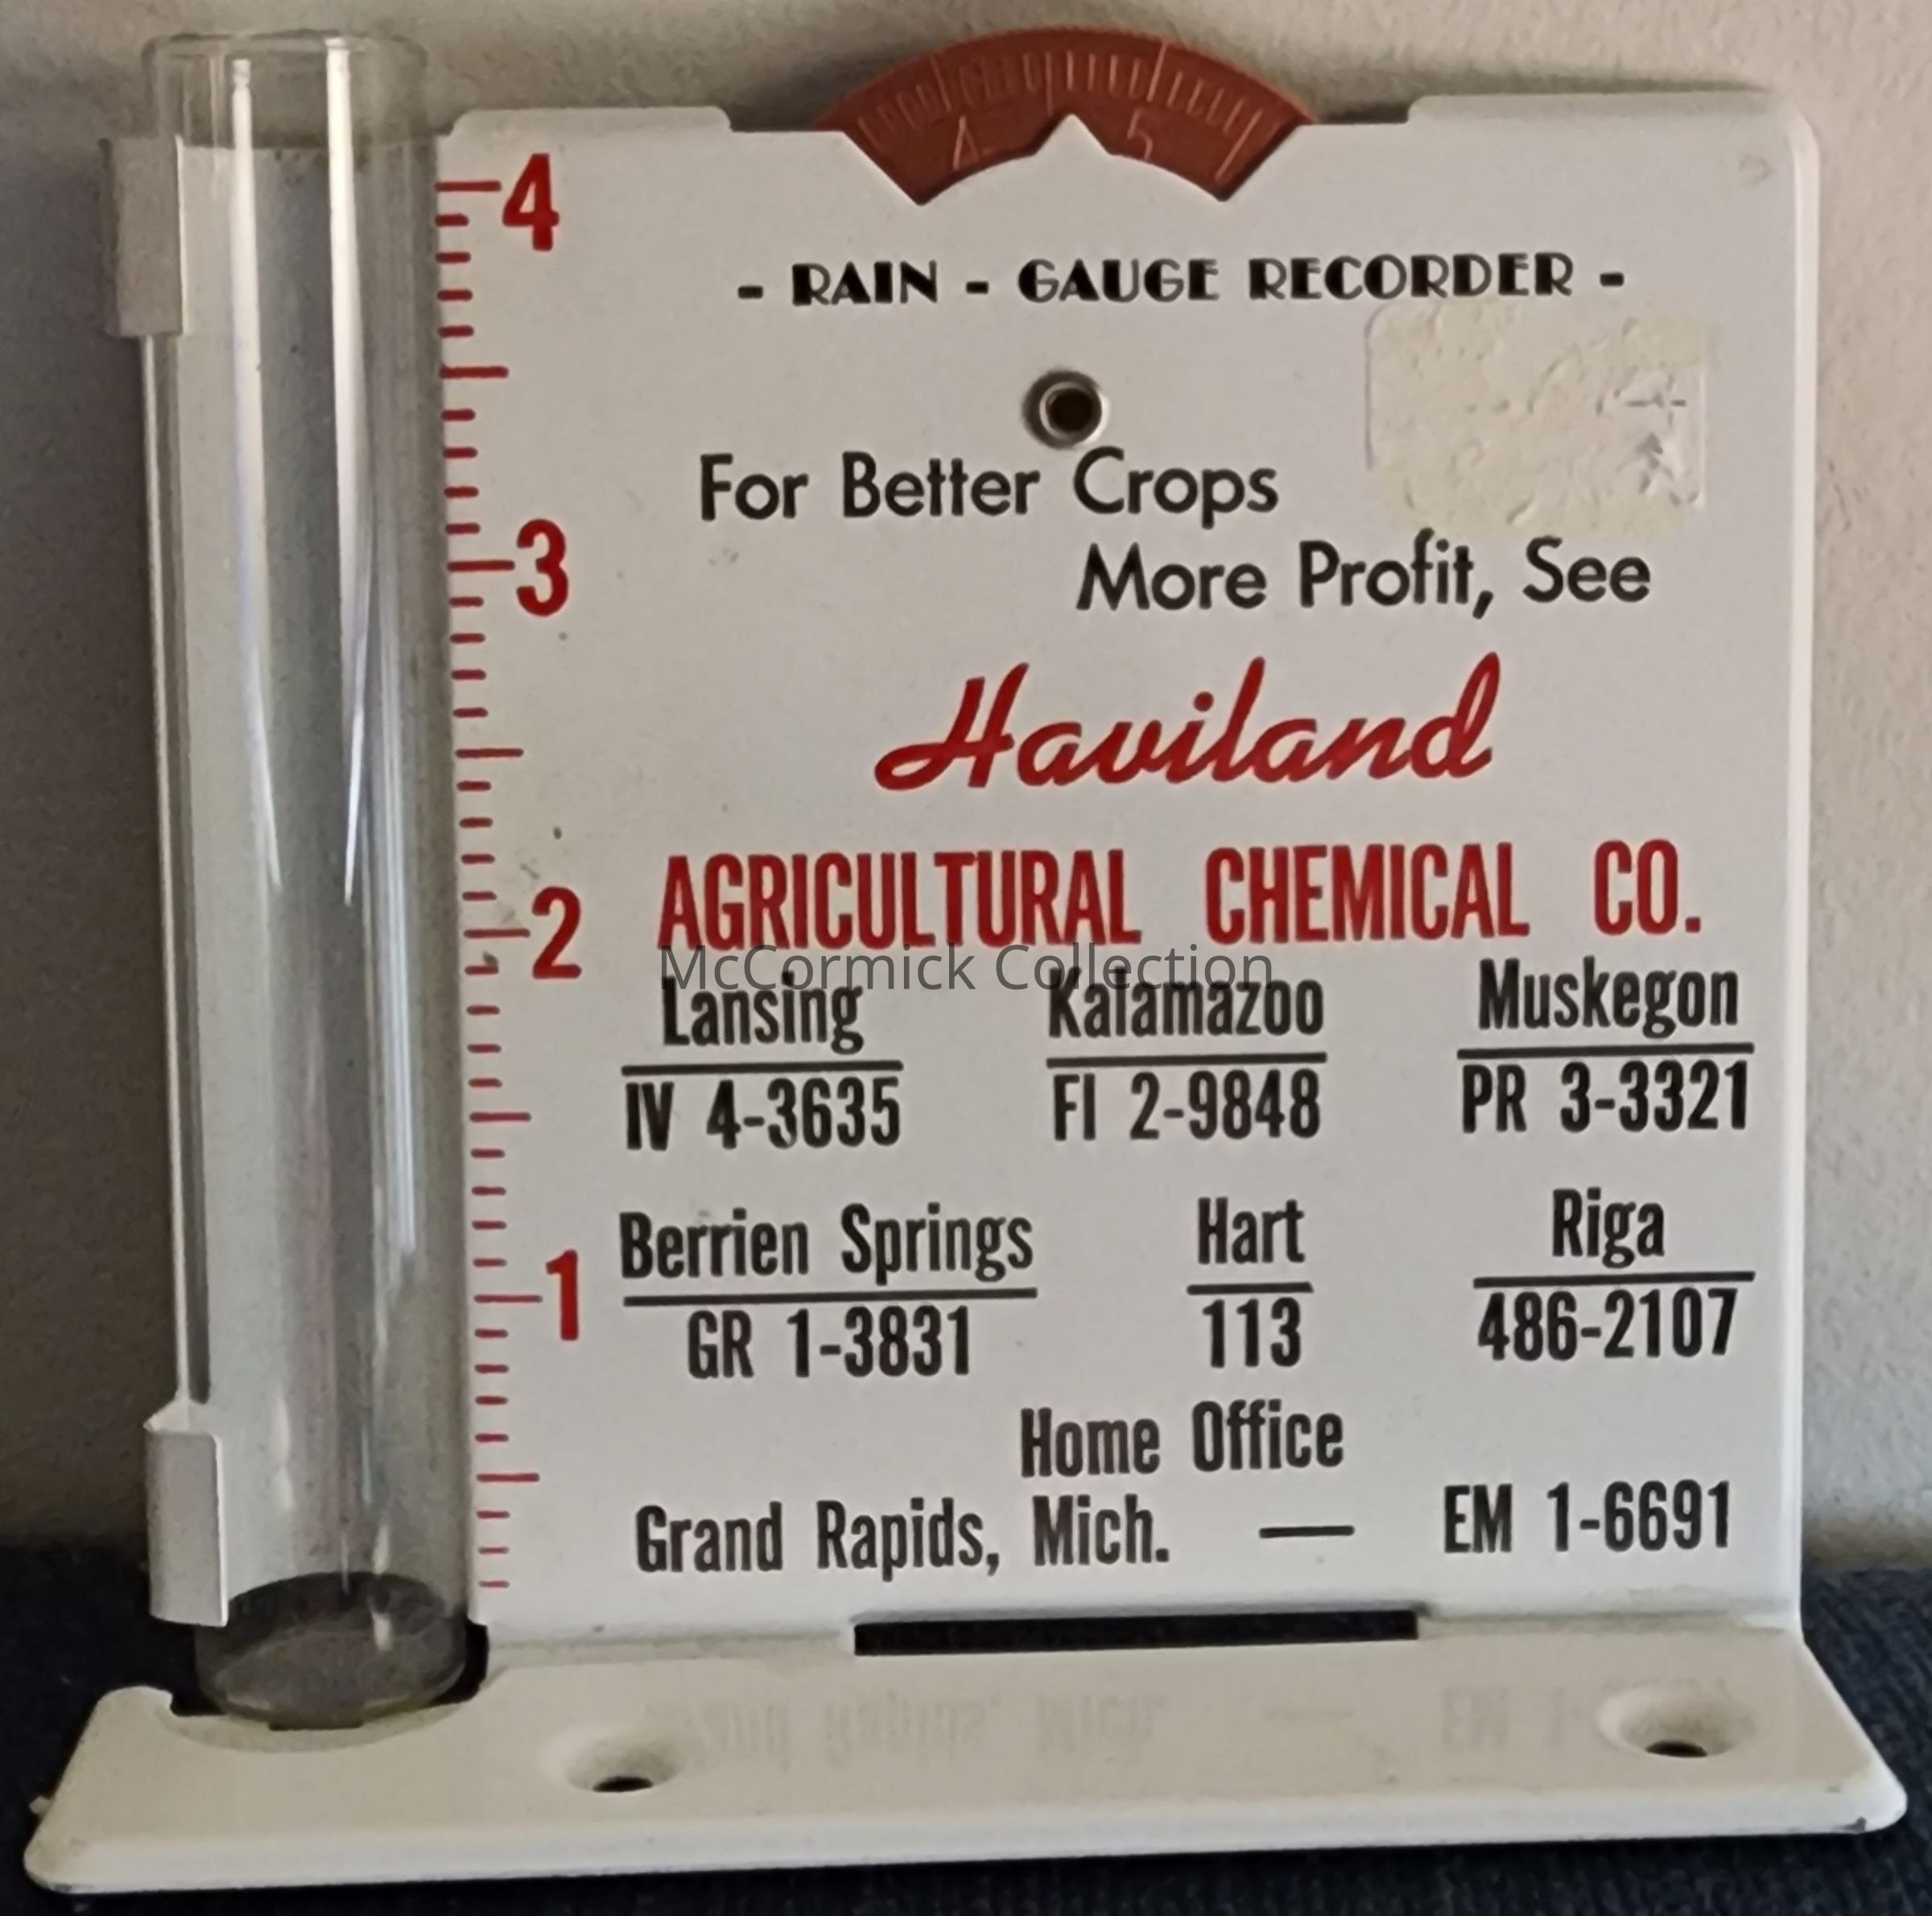 4 5
- RAIN - GAUGE RECORDER -
4
For Better Crops
More Profit, See
3
Haviland
AGRICULTURAL CHEMICAL CO.
2
McCormick Collection
Lansing Kalamazoo Muskegon
IV 4-3635 FI 2-9848 PR 3-3321
Berrien Springs Hart Riga
1
GR 1-3831 113 486-2107
Home Office
Grand Rapids, Mich. — EM 1-6691